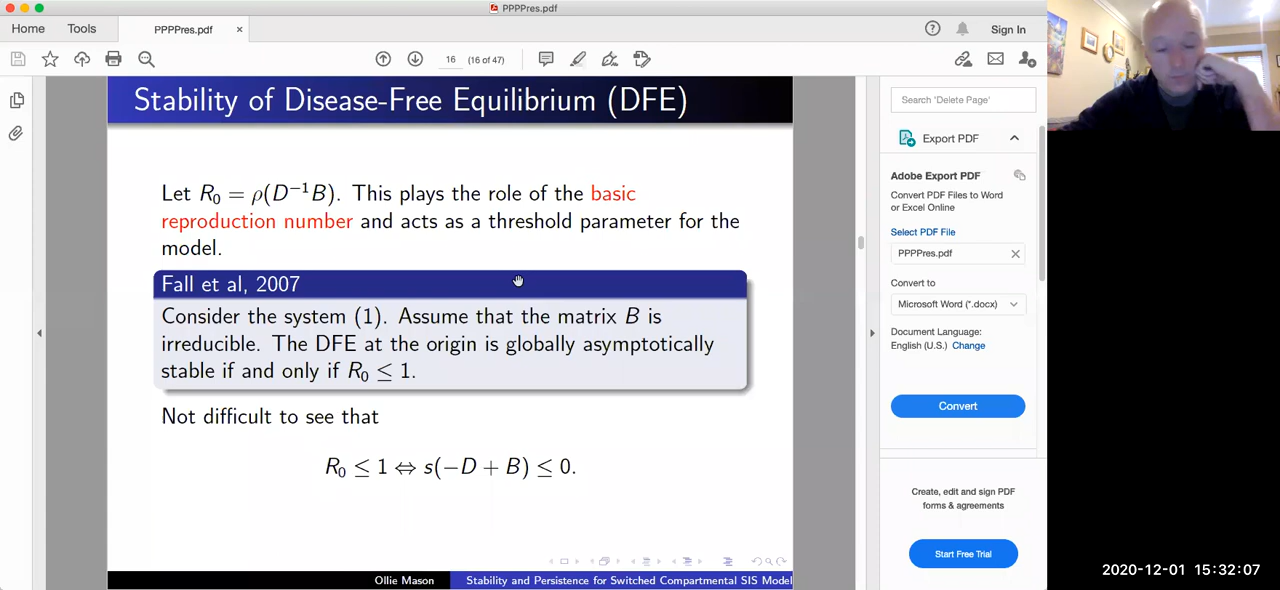 PPPPres.pdf
Home
Tools
PPPPres.pdf
Sign In
16
(16 of 47)
Stability of Disease-Free Equilibrium (DFE)
Let R₀ = ρ(D⁻¹B). This plays the role of the basic
reproduction number and acts as a threshold parameter for the
model.
Fall et al, 2007
Consider the system (1). Assume that the matrix B is
irreducible. The DFE at the origin is globally asymptotically
stable if and only if R₀ ≤ 1.
Not difficult to see that
R₀ ≤ 1 ⇔ s(−D + B) ≤ 0.
Ollie Mason
Stability and Persistence for Switched Compartmental SIS Model
Search 'Delete Page'
Export PDF
Adobe Export PDF
Convert PDF Files to Word
or Excel Online
Select PDF File
PPPPres.pdf
Convert to
Microsoft Word (*.docx)
Document Language:
English (U.S.) Change
Convert
Create, edit and sign PDF
forms & agreements
Start Free Trial
2020-12-01 15:32:07